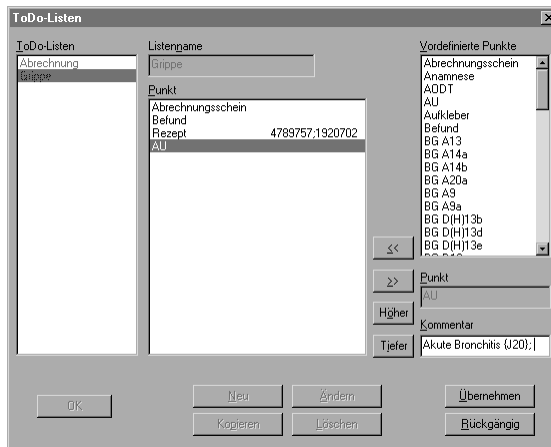 ToDo-Listen
ToDo-Listen
Abrechnung
Grippe
Listenname
Grippe
Punkt
Abrechnungsschein
Befund
Rezept 4789757;1920702
AU
<<
>>
Höher
Tiefer
Vordefinierte Punkte
Abrechnungsschein
Anamnese
AODT
AU
Aufkleber
Befund
BG A13
BG A14a
BG A14b
BG A20a
BG A9
BG A9a
BG D(H)13b
BG D(H)13d
BG D(H)13e
Punkt
AU
Kommentar
Akute Bronchitis {J20};
OK
Neu
Ändern
Kopieren
Löschen
Übernehmen
Rückgängig